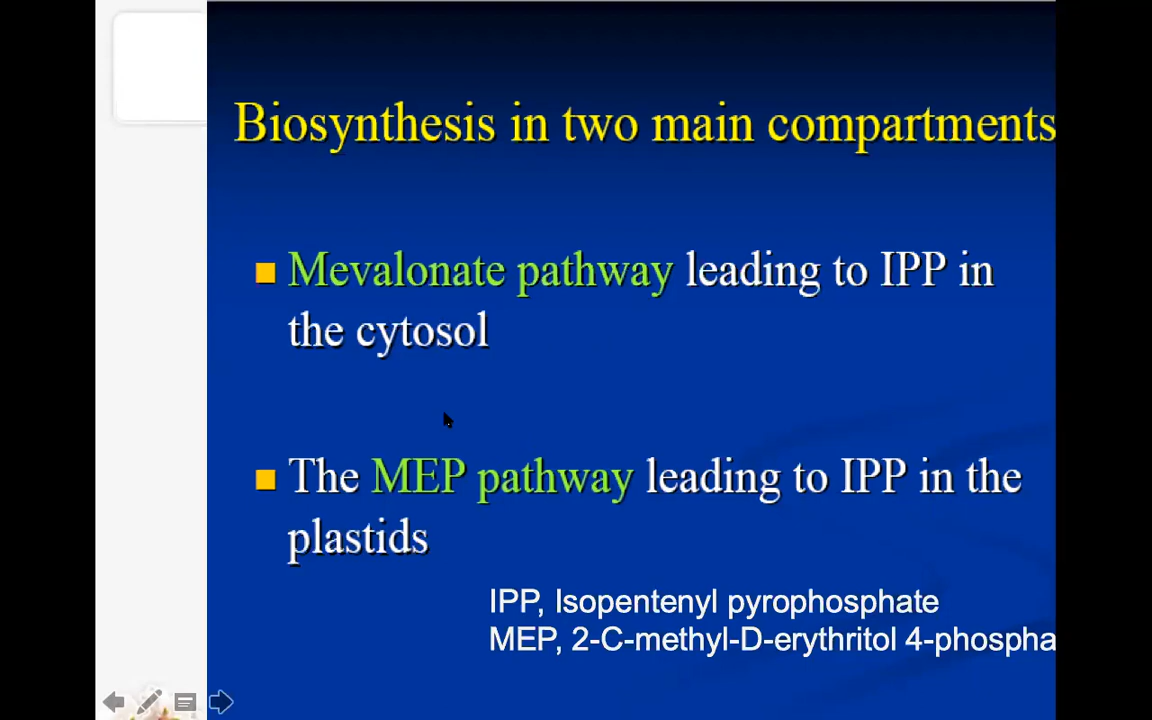 Biosynthesis in two main compartments
Mevalonate pathway leading to IPP in
the cytosol
The MEP pathway leading to IPP in the
plastids
IPP, Isopentenyl pyrophosphate
MEP, 2-C-methyl-D-erythritol 4-phospha